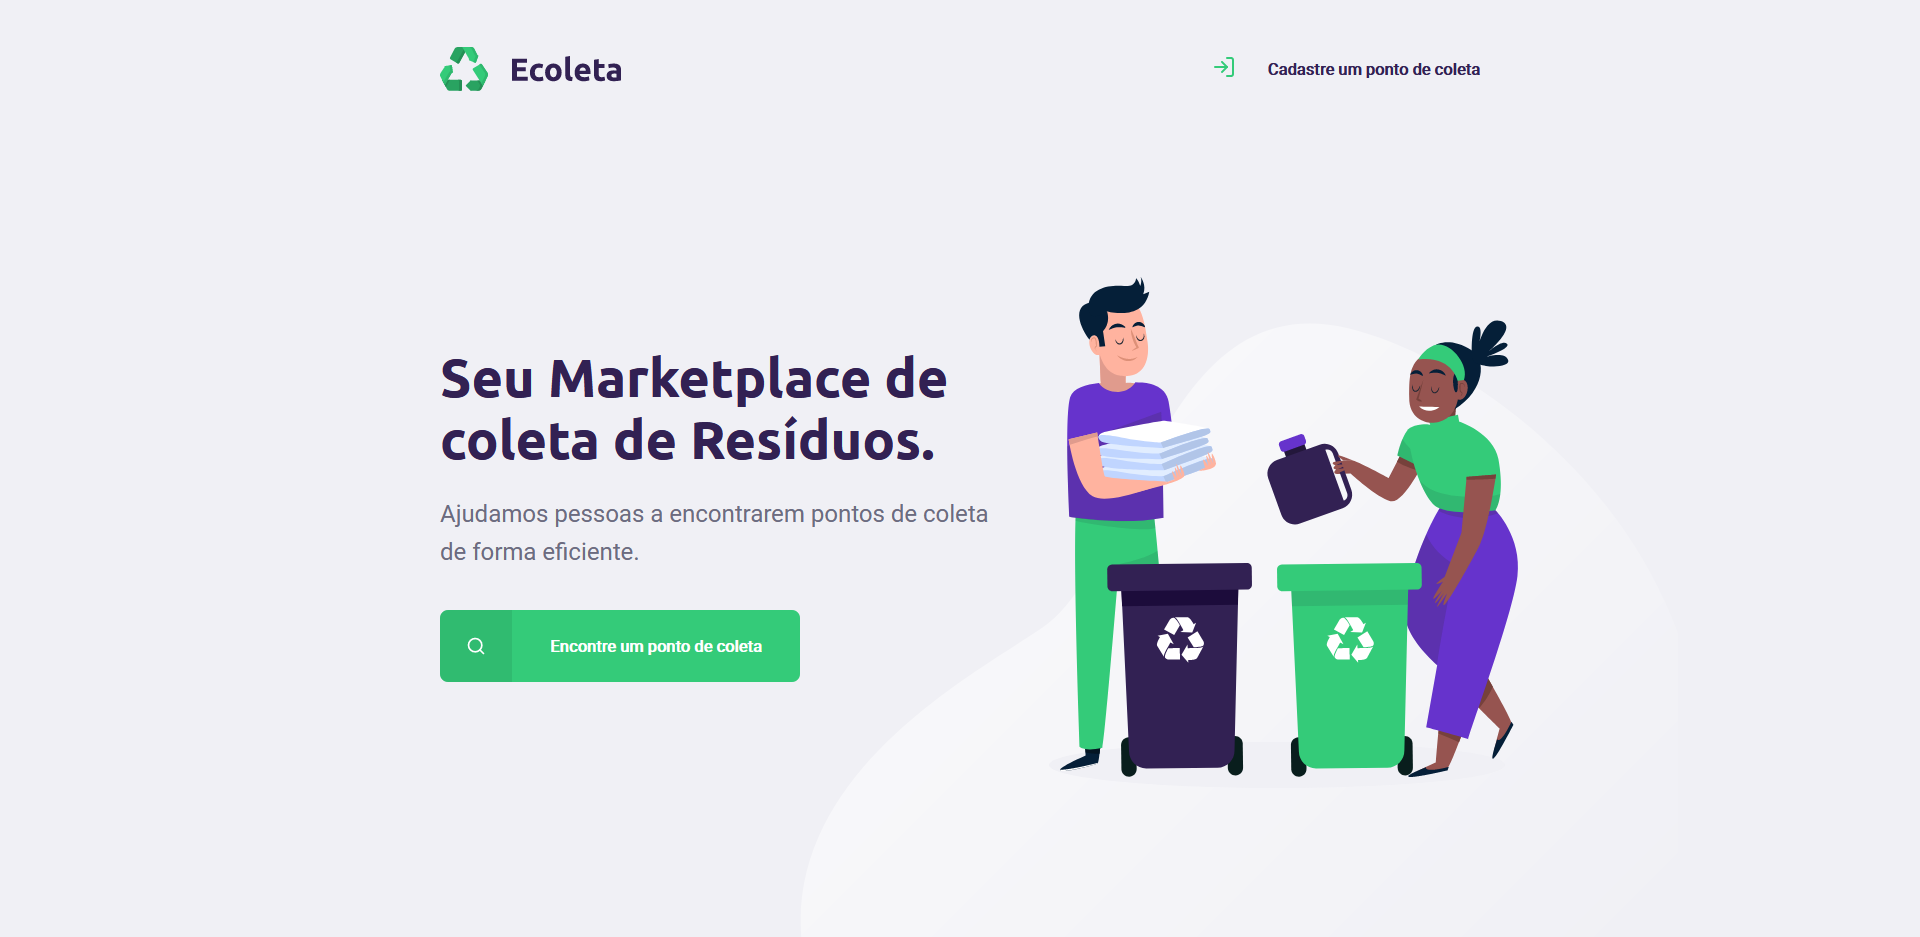 Ecoleta
Cadastre um ponto de coleta
Seu Marketplace de
coleta de Resíduos.
Ajudamos pessoas a encontrarem pontos de coleta
de forma eficiente.
Encontre um ponto de coleta